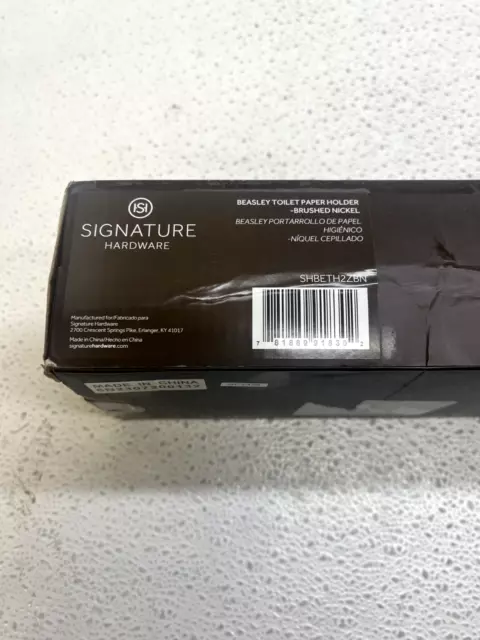 ISI
SIGNATURE
HARDWARE
BEASLEY TOILET PAPER HOLDER
-BRUSHED NICKEL
BEASLEY PORTARROLLO DE PAPEL
HIGIÉNICO
-NÍQUEL CEPILLADO
SHBETH2ZBN
Manufactured for/Fabricado para
Signature Hardware
2700 Crescent Springs Pike, Erlanger, KY 41017
Made in China/Hecho en China
signaturehardware.com
MADE IN CHINA